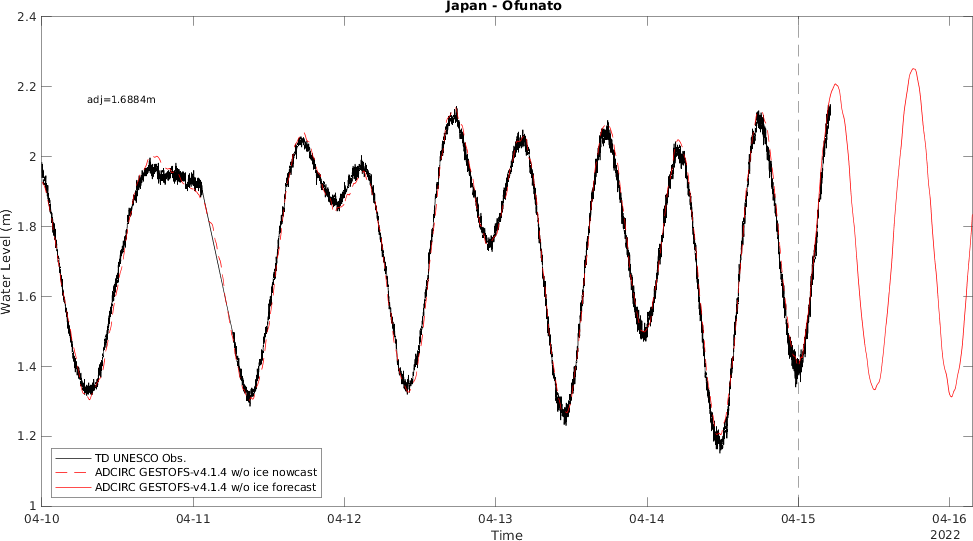 Japan - Ofunato
2.4
2.2
2
1.8
1.6
1.4
1.2
1
Water Level (m)
adj=1.6884m
TD UNESCO Obs.
ADCIRC GESTOFS-v4.1.4 w/o ice nowcast
ADCIRC GESTOFS-v4.1.4 w/o ice forecast
04-10
04-11
04-12
04-13
04-14
04-15
04-16
Time
2022